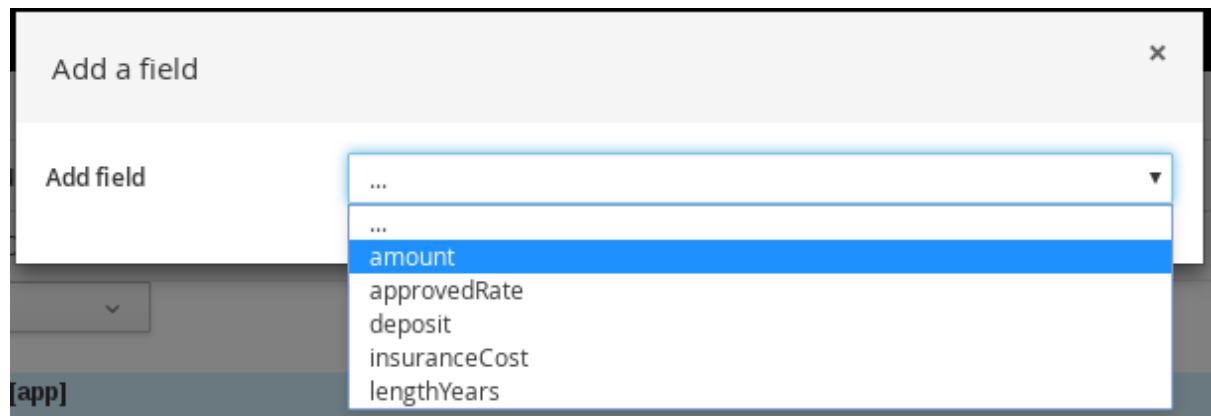 Add a field
×
Add field
...
...
amount
approvedRate
deposit
insuranceCost
lengthYears
[app]